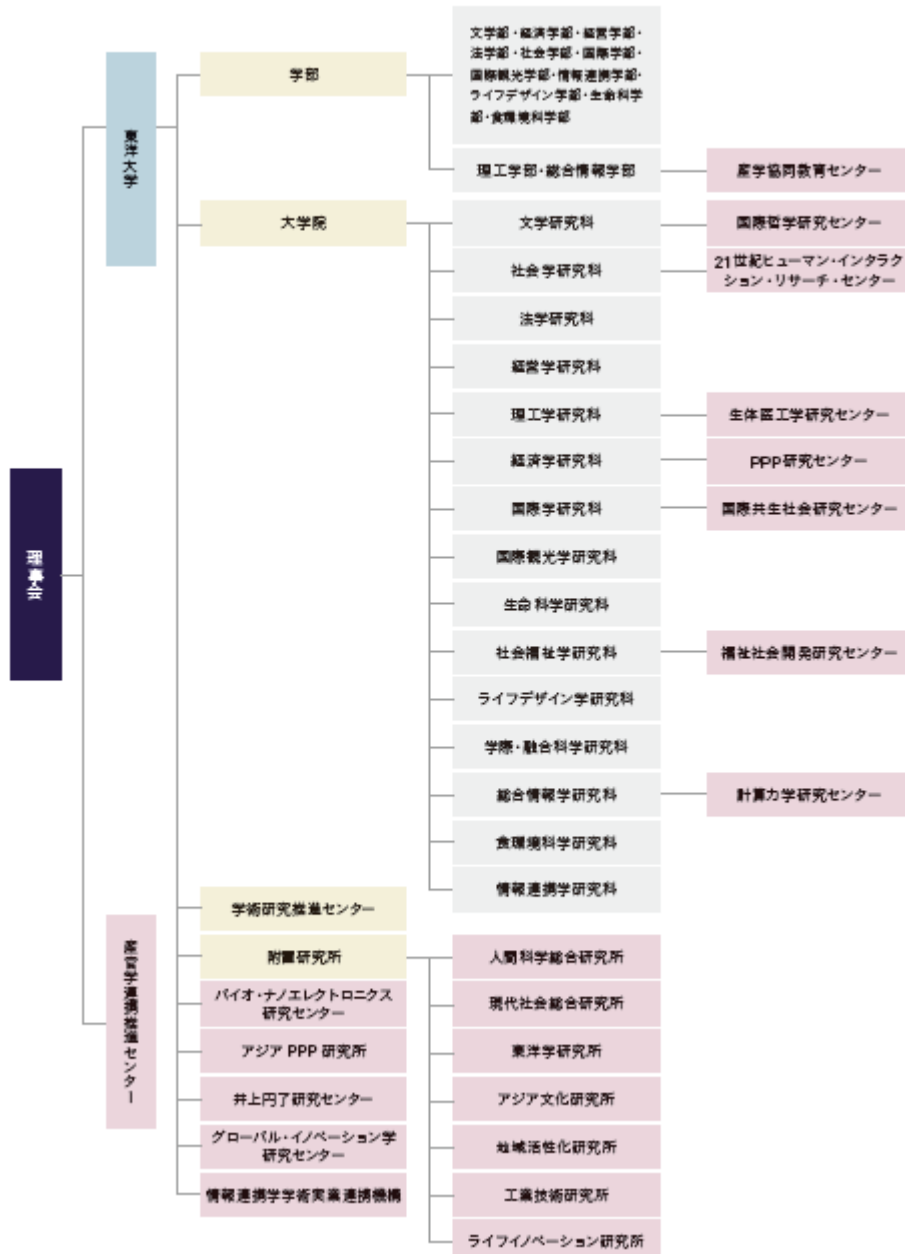 理事会
東洋大学
産官学連携推進センター
学部
文学部・経済学部・経営学部・
法学部・社会学部・国際学部・
国際観光学部・情報連携学部・
ライフデザイン学部・生命科学
部・食環境科学部
理工学部・総合情報学部
産学協同教育センター
大学院
文学研究科
国際哲学研究センター
社会学研究科
21世紀ヒューマン・インタラク
ション・リサーチ・センター
法学研究科
経営学研究科
理工学研究科
生体医工学研究センター
経済学研究科
PPP研究センター
国際学研究科
国際共生社会研究センター
国際観光学研究科
生命科学研究科
社会福祉学研究科
福祉社会開発研究センター
ライフデザイン学研究科
学際・融合科学研究科
総合情報学研究科
計算力学研究センター
食環境科学研究科
情報連携学研究科
学術研究推進センター
附置研究所
人間科学総合研究所
現代社会総合研究所
東洋学研究所
アジア文化研究所
地域活性化研究所
工業技術研究所
ライフイノベーション研究所
バイオ・ナノエレクトロニクス
研究センター
アジア PPP 研究所
井上円了研究センター
グローバル・イノベーション学
研究センター
情報連携学学術実業連携機構